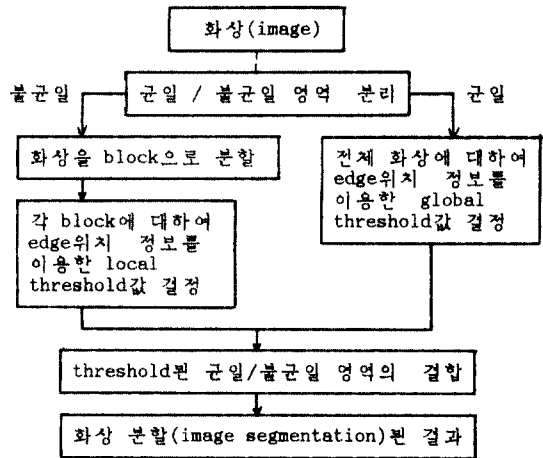 화상(image)
불균일
균일 / 불균일 영역 분리
균일
화상을 block으로 분할
각 block에 대하여
edge위치 정보를
이용한 local
threshold값 결정
전체 화상에 대하여
edge위치 정보를
이용한 global
threshold값 결정
threshold된 균일/불균일 영역의 결합
화상 분할(image segmentation)된 결과